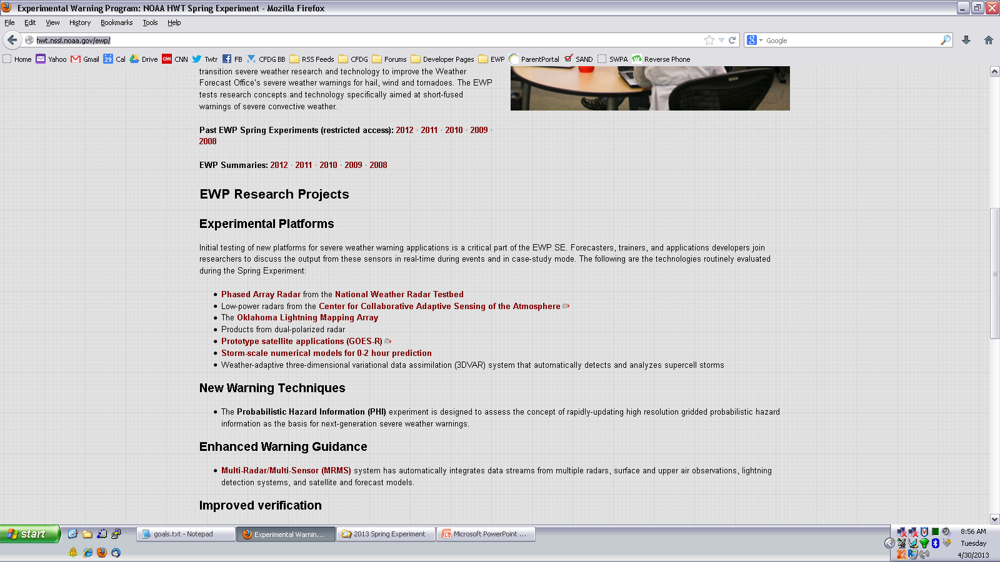 Experimental Warning Program: NOAA HWT Spring Experiment - Mozilla Firefox
File Edit View History Bookmarks Tools Help
hwt.nssl.noaa.gov/ewp/
8 Google
Home Yahoo Gmail 29 Cal Drive CNN CNN Twtr FB CFDG BB RSS Feeds CFDG Forums Developer Pages EWP ParentPortal SAND SWPA Reverse Phone
transition severe weather research and technology to improve the Weather
Forecast Office's severe weather warnings for hail, wind and tornadoes. The EWP
tests research concepts and technology specifically aimed at short-fused
warnings of severe convective weather.
Past EWP Spring Experiments (restricted access): 2012 · 2011 · 2010 · 2009 ·
2008
EWP Summaries: 2012 · 2011 · 2010 · 2009 · 2008
EWP Research Projects
Experimental Platforms
Initial testing of new platforms for severe weather warning applications is a critical part of the EWP SE. Forecasters, trainers, and applications developers join
researchers to discuss the output from these sensors in real-time during events and in case-study mode. The following are the technologies routinely evaluated
during the Spring Experiment:
• Phased Array Radar from the National Weather Radar Testbed
• Low-power radars from the Center for Collaborative Adaptive Sensing of the Atmosphere
• The Oklahoma Lightning Mapping Array
• Products from dual-polarized radar
• Prototype satellite applications (GOES-R)
• Storm-scale numerical models for 0-2 hour prediction
• Weather-adaptive three-dimensional variational data assimilation (3DVAR) system that automatically detects and analyzes supercell storms
New Warning Techniques
• The Probabilistic Hazard Information (PHI) experiment is designed to assess the concept of rapidly-updating high resolution gridded probabilistic hazard
information as the basis for next-generation severe weather warnings.
Enhanced Warning Guidance
• Multi-Radar/Multi-Sensor (MRMS) system has automatically integrates data streams from multiple radars, surface and upper air observations, lightning
detection systems, and satellite and forecast models.
Improved verification
start goals.txt - Notepad Experimental Warnin... 2013 Spring Experiment Microsoft PowerPoint ... 8:56 AM
Tuesday
4/30/2013